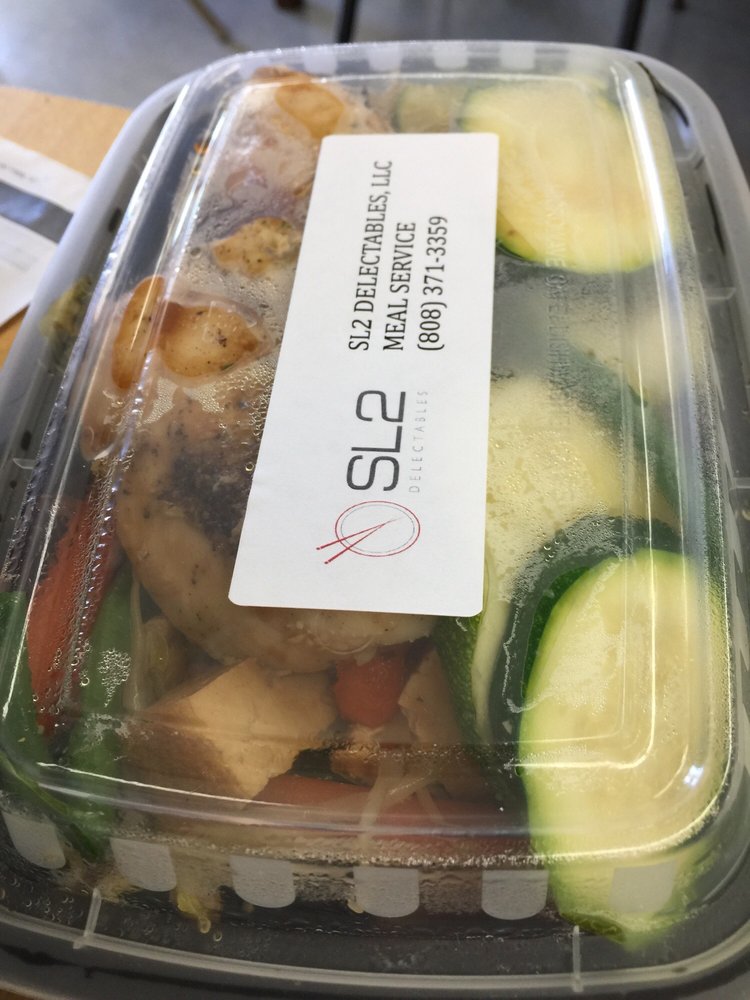 SL2 DELECTABLES, LLC
MEAL SERVICE
(808) 371-3359
SL2
DELECTABLES